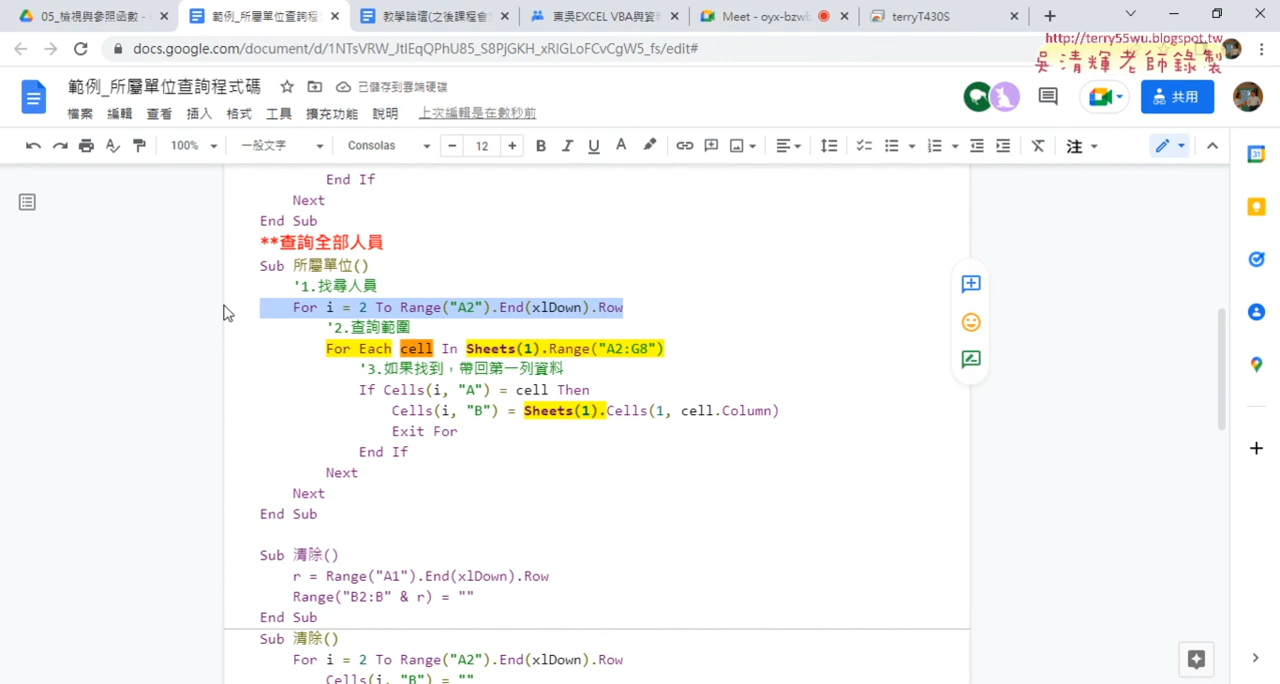 05_檢視與參照函數 -
範例_所屬單位查詢程式
教學論壇(之後課程會
東吳EXCEL VBA與資
Meet - oyx-bzw
terryT430S
docs.google.com/document/d/1NTsVRW_JtlEqQPhU85_S8PjGKH_xRlGLoFCvCgW5_fs/edit#
http://terry55wu.blogspot.tw
吳清輝老師錄製
範例_所屬單位查詢程式碼
已儲存到雲端硬碟
檔案 編輯 查看 插入 格式 工具 擴充功能 說明 上次編輯是在數秒前
共用
100% 一般文字 Consolas 12 B I U A 注
End If
Next
End Sub
**查詢全部人員
Sub 所屬單位()
'1.找尋人員
For i = 2 To Range("A2").End(xlDown).Row
'2.查詢範圍
For Each cell In Sheets(1).Range("A2:G8")
'3.如果找到，帶回第一列資料
If Cells(i, "A") = cell Then
Cells(i, "B") = Sheets(1).Cells(1, cell.Column)
Exit For
End If
Next
Next
End Sub
Sub 清除()
r = Range("A1").End(xlDown).Row
Range("B2:B" & r) = ""
End Sub
Sub 清除()
For i = 2 To Range("A2").End(xlDown).Row
Cells(i, "B") = ""